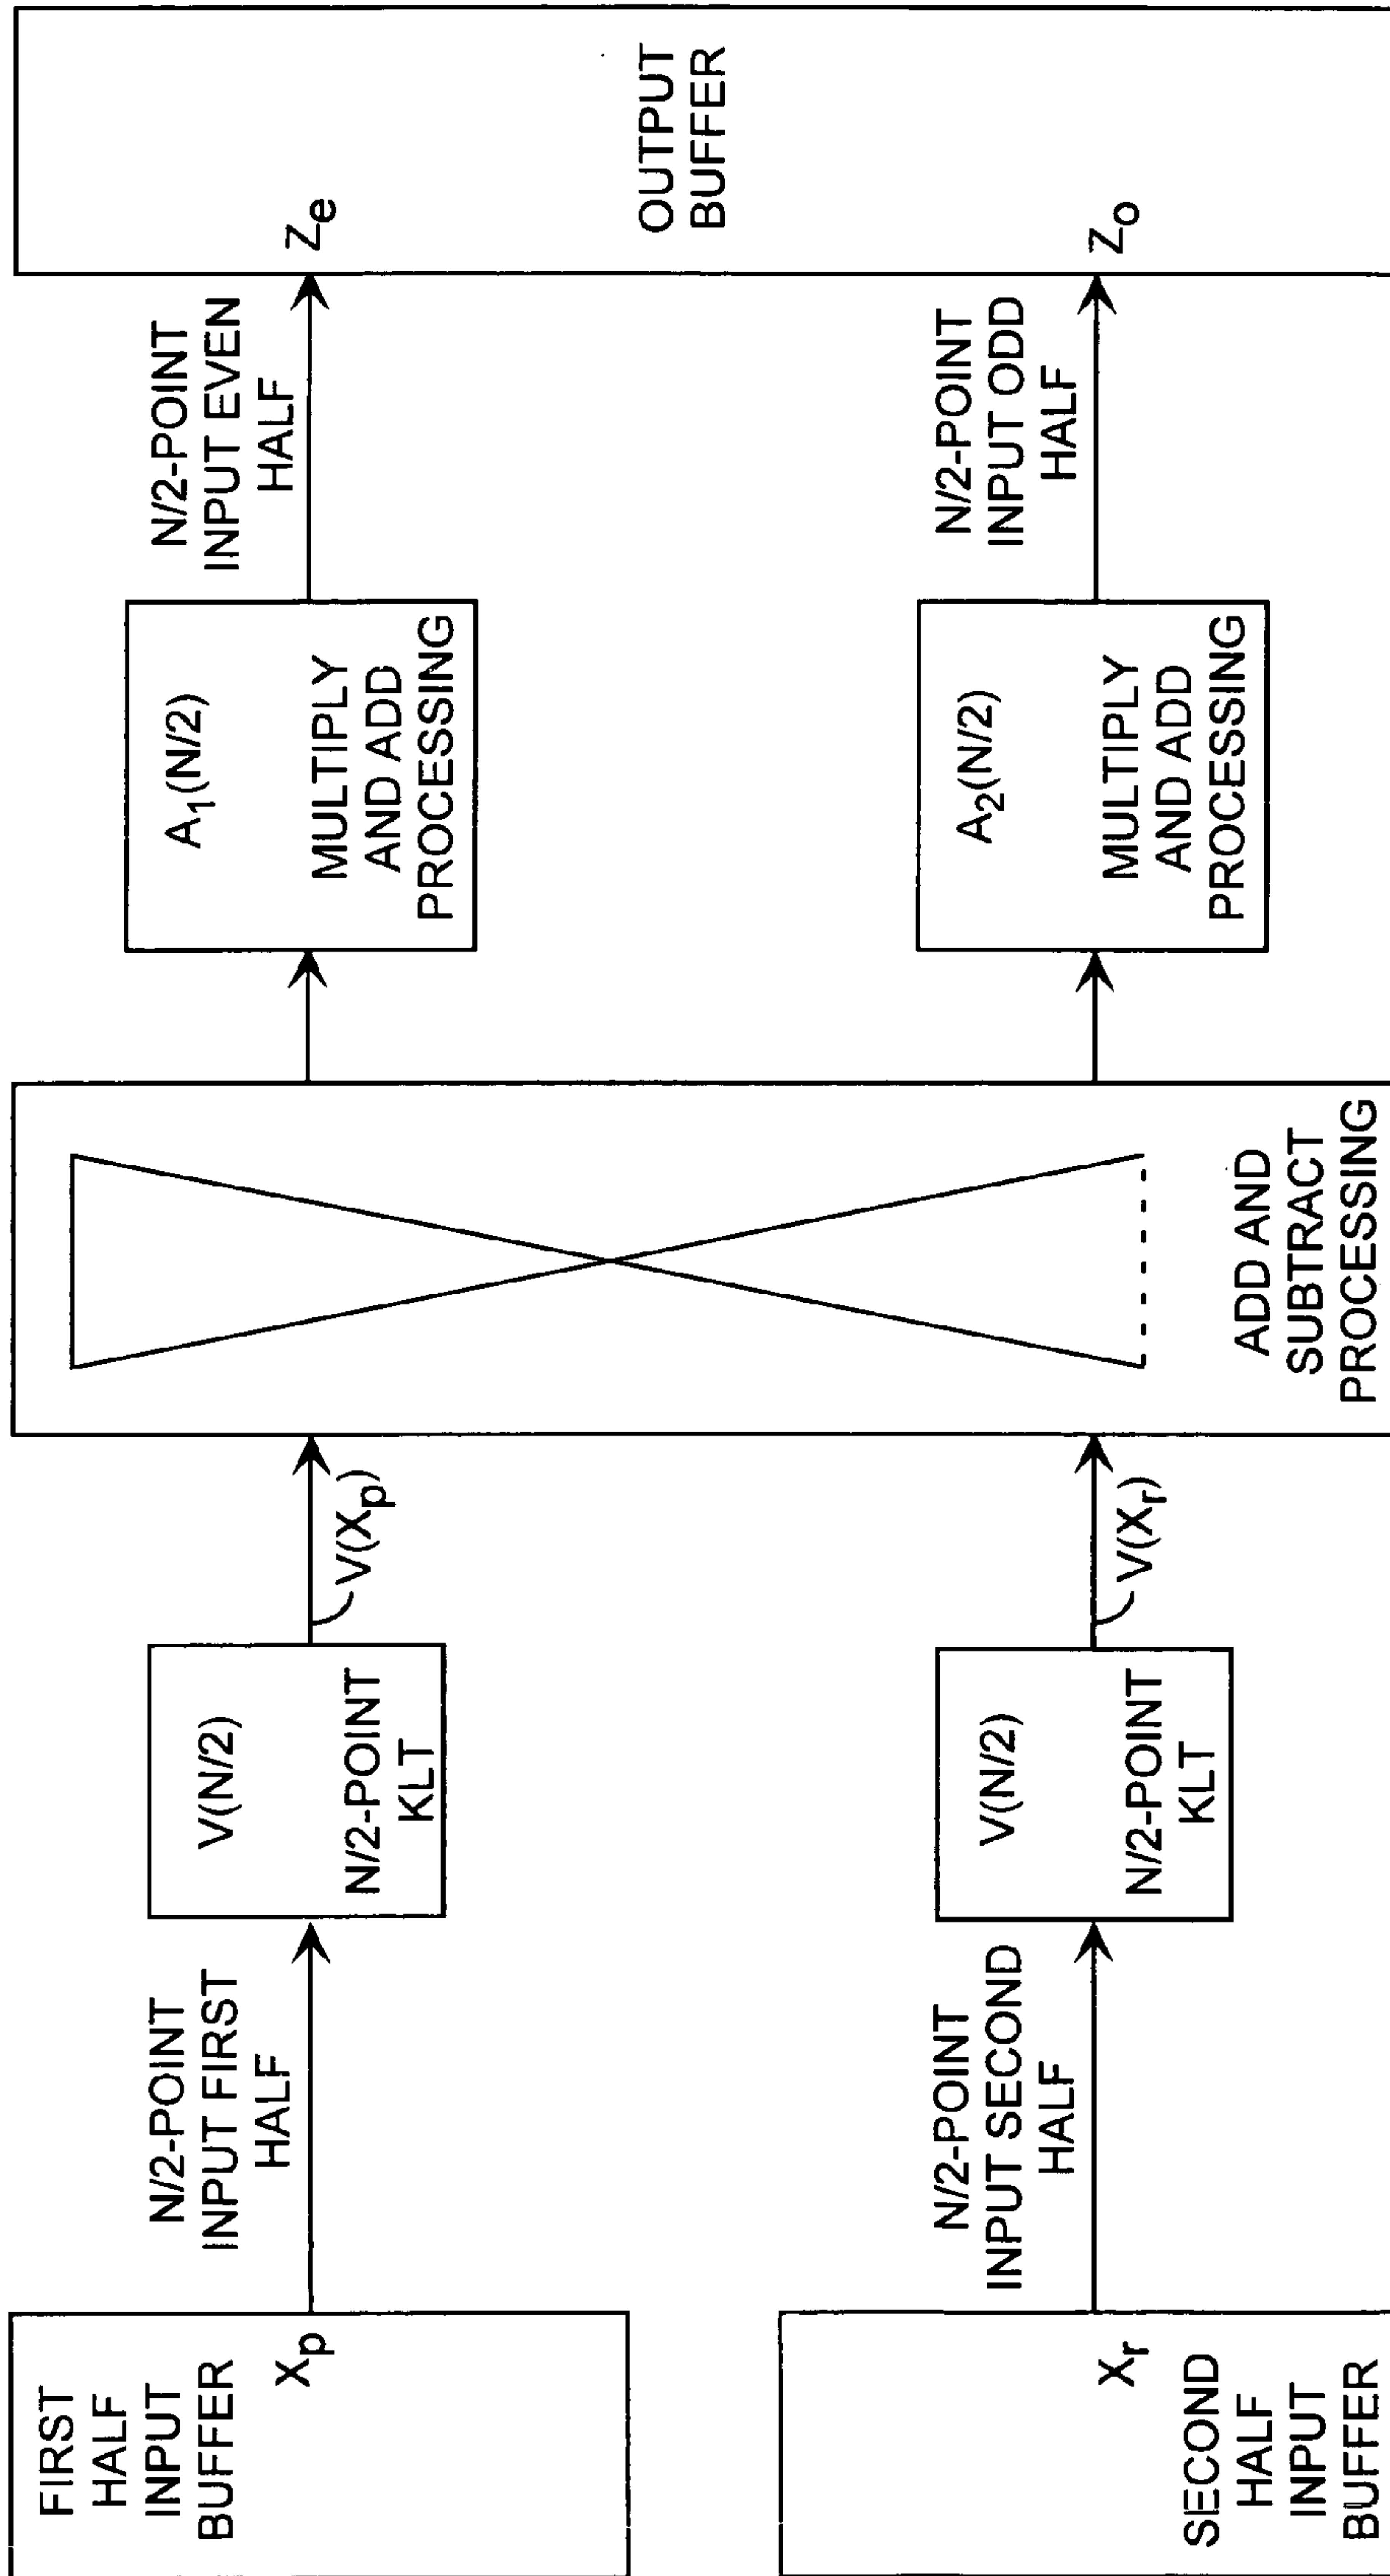 FIRST
HALF
INPUT
BUFFER
Xp
SECOND
HALF
INPUT
BUFFER
Xr
N/2-POINT
INPUT FIRST
HALF
N/2-POINT
INPUT SECOND
HALF
V(N/2)
N/2-POINT
KLT
V(N/2)
N/2-POINT
KLT
V(Xp)
V(Xr)
ADD AND
SUBTRACT
PROCESSING
A1(N/2)
MULTIPLY
AND ADD
PROCESSING
A2(N/2)
MULTIPLY
AND ADD
PROCESSING
N/2-POINT
INPUT EVEN
HALF
N/2-POINT
INPUT ODD
HALF
Ze
Zo
OUTPUT
BUFFER